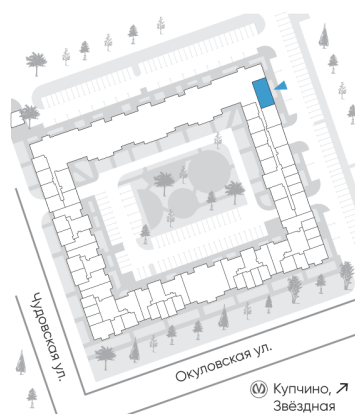 Чудовская ул.
Окуловская ул.
Купчино, ↗
Звёздная